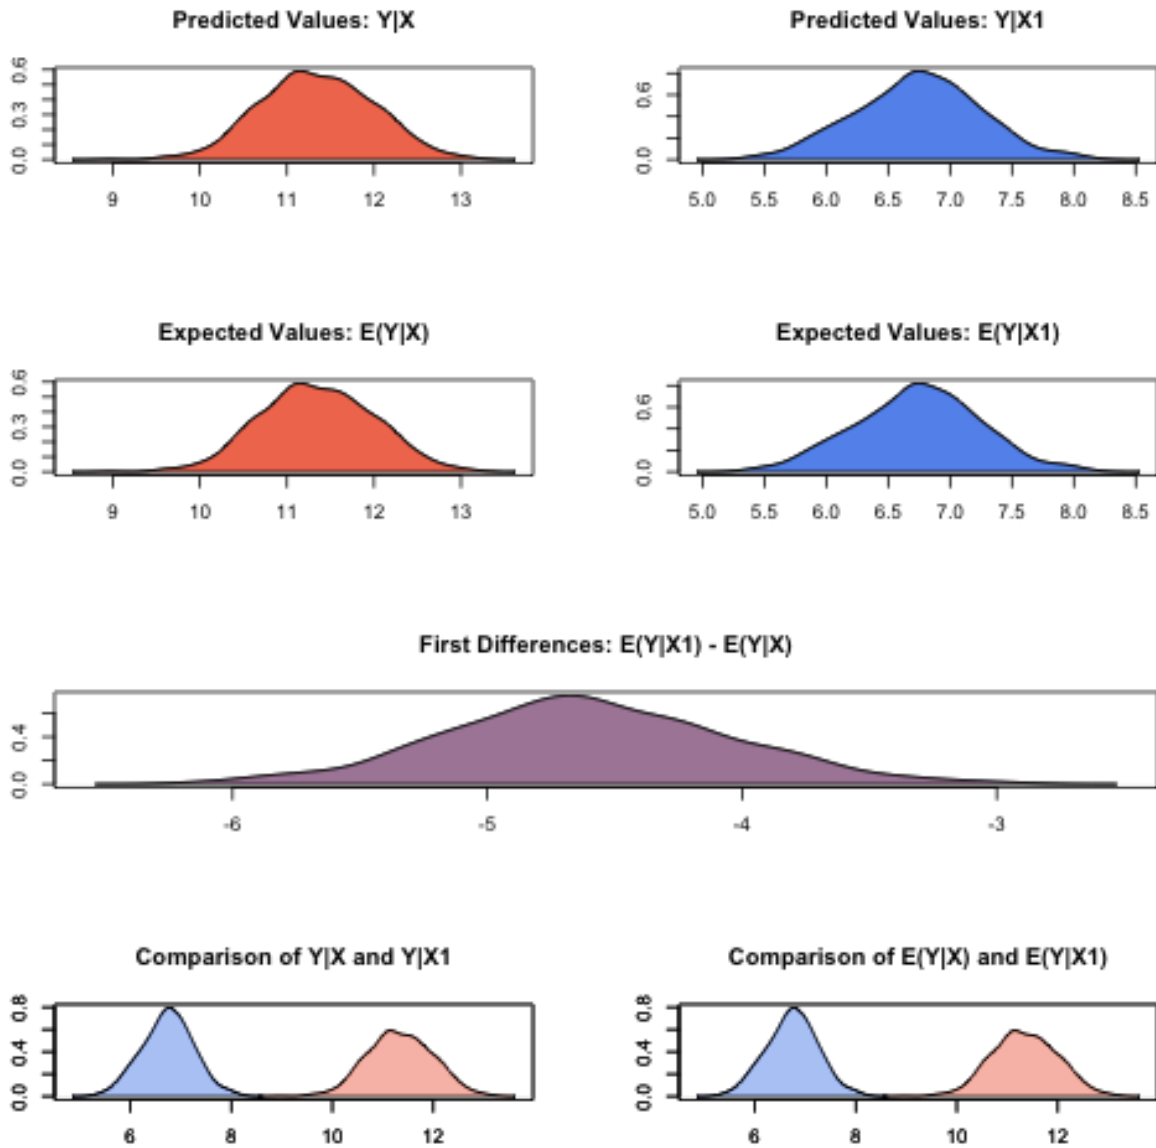 Predicted Values: Y|X
Predicted Values: Y|X1
0.0 0.3 0.6
9 10 11 12 13
0.0 0.6
5.0 5.5 6.0 6.5 7.0 7.5 8.0 8.5
Expected Values: E(Y|X)
Expected Values: E(Y|X1)
0.0 0.3 0.6
9 10 11 12 13
0.0 0.6
5.0 5.5 6.0 6.5 7.0 7.5 8.0 8.5
First Differences: E(Y|X1) - E(Y|X)
0.0 0.4
-6 -5 -4 -3
Comparison of Y|X and Y|X1
Comparison of E(Y|X) and E(Y|X1)
0.0 0.4 0.8
6 8 10 12
0.0 0.4 0.8
6 8 10 12